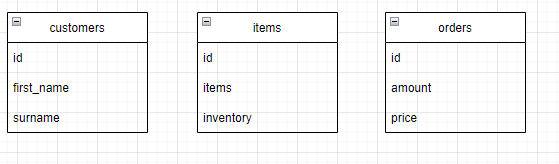 customers
id
first_name
surname
items
id
items
inventory
orders
id
amount
price